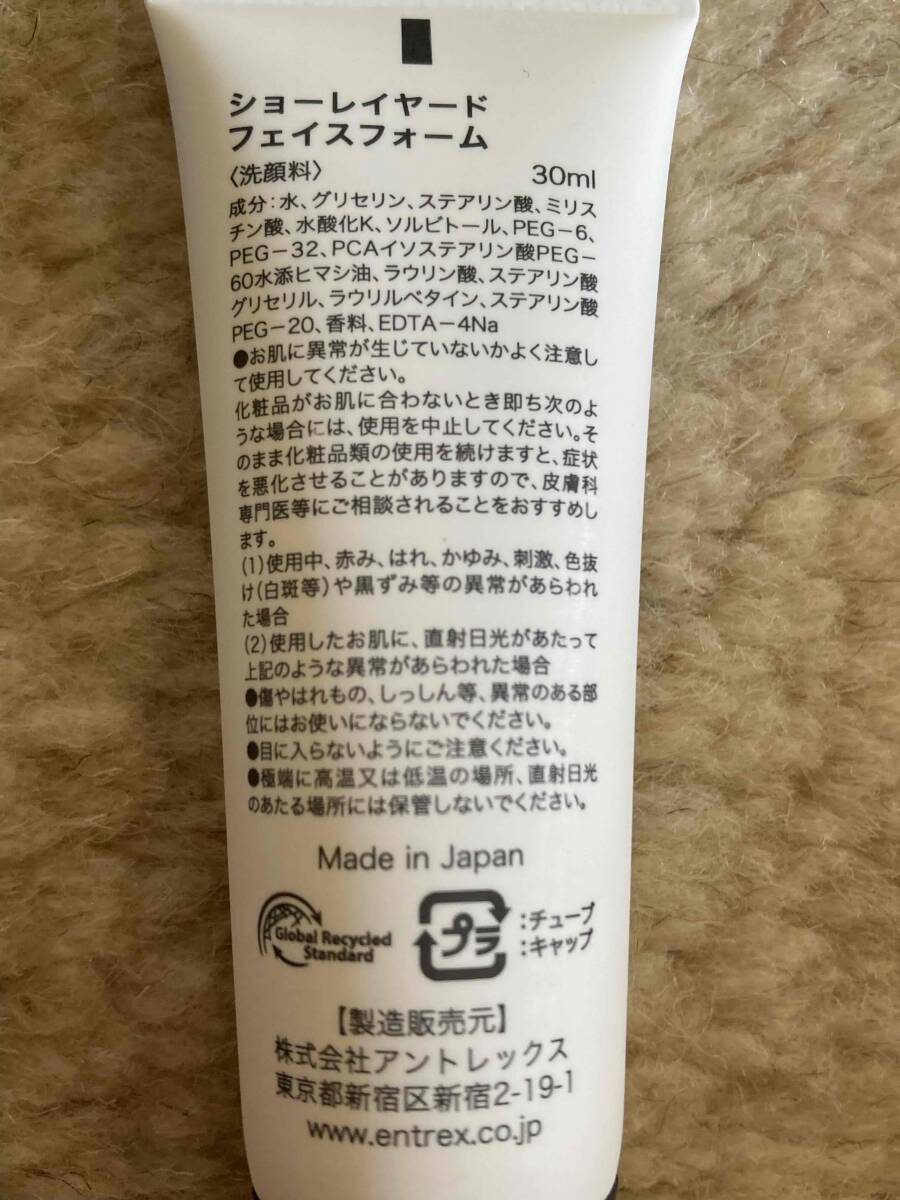 ショーレイヤード
フェイスフォーム
〈洗顔料〉 30ml
成分:水、グリセリン、ステアリン酸、ミリス
チン酸、水酸化K、ソルビトール、PEG−6、
PEG−32、PCAイソステアリン酸PEG−
60水添ヒマシ油、ラウリン酸、ステアリン酸
グリセリル、ラウリルベタイン、ステアリン酸
PEG−20、香料、EDTA−4Na
●お肌に異常が生じていないかよく注意し
て使用してください。
化粧品がお肌に合わないとき即ち次のよ
うな場合には、使用を中止してください。そ
のまま化粧品類の使用を続けますと、症状
を悪化させることがありますので、皮膚科
専門医等にご相談されることをおすすめし
ます。
(1)使用中、赤み、はれ、かゆみ、刺激、色抜
け(白斑等)や黒ずみ等の異常があらわれ
た場合
(2)使用したお肌に、直射日光があたって
上記のような異常があらわれた場合
●傷やはれもの、しっしん等、異常のある部
位にはお使いにならないでください。
●目に入らないようにご注意ください。
●極端に高温又は低温の場所、直射日光
のあたる場所には保管しないでください。
Made in Japan
Global Recycled
Standard
プラ
:チューブ
:キャップ
【製造販売元】
株式会社アントレックス
東京都新宿区新宿2-19-1
www.entrex.co.jp